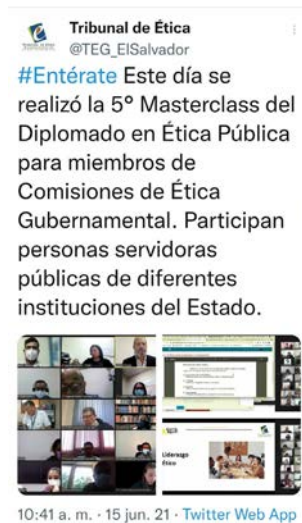 Tribunal de Ética
@TEG_ElSalvador
#Entérate Este día se
realizó la 5° Masterclass del
Diplomado en Ética Pública
para miembros de
Comisiones de Ética
Gubernamental. Participan
personas servidoras
públicas de diferentes
instituciones del Estado.
Liderazgo
Ético
10:41 a. m. · 15 jun. 21 · Twitter Web App